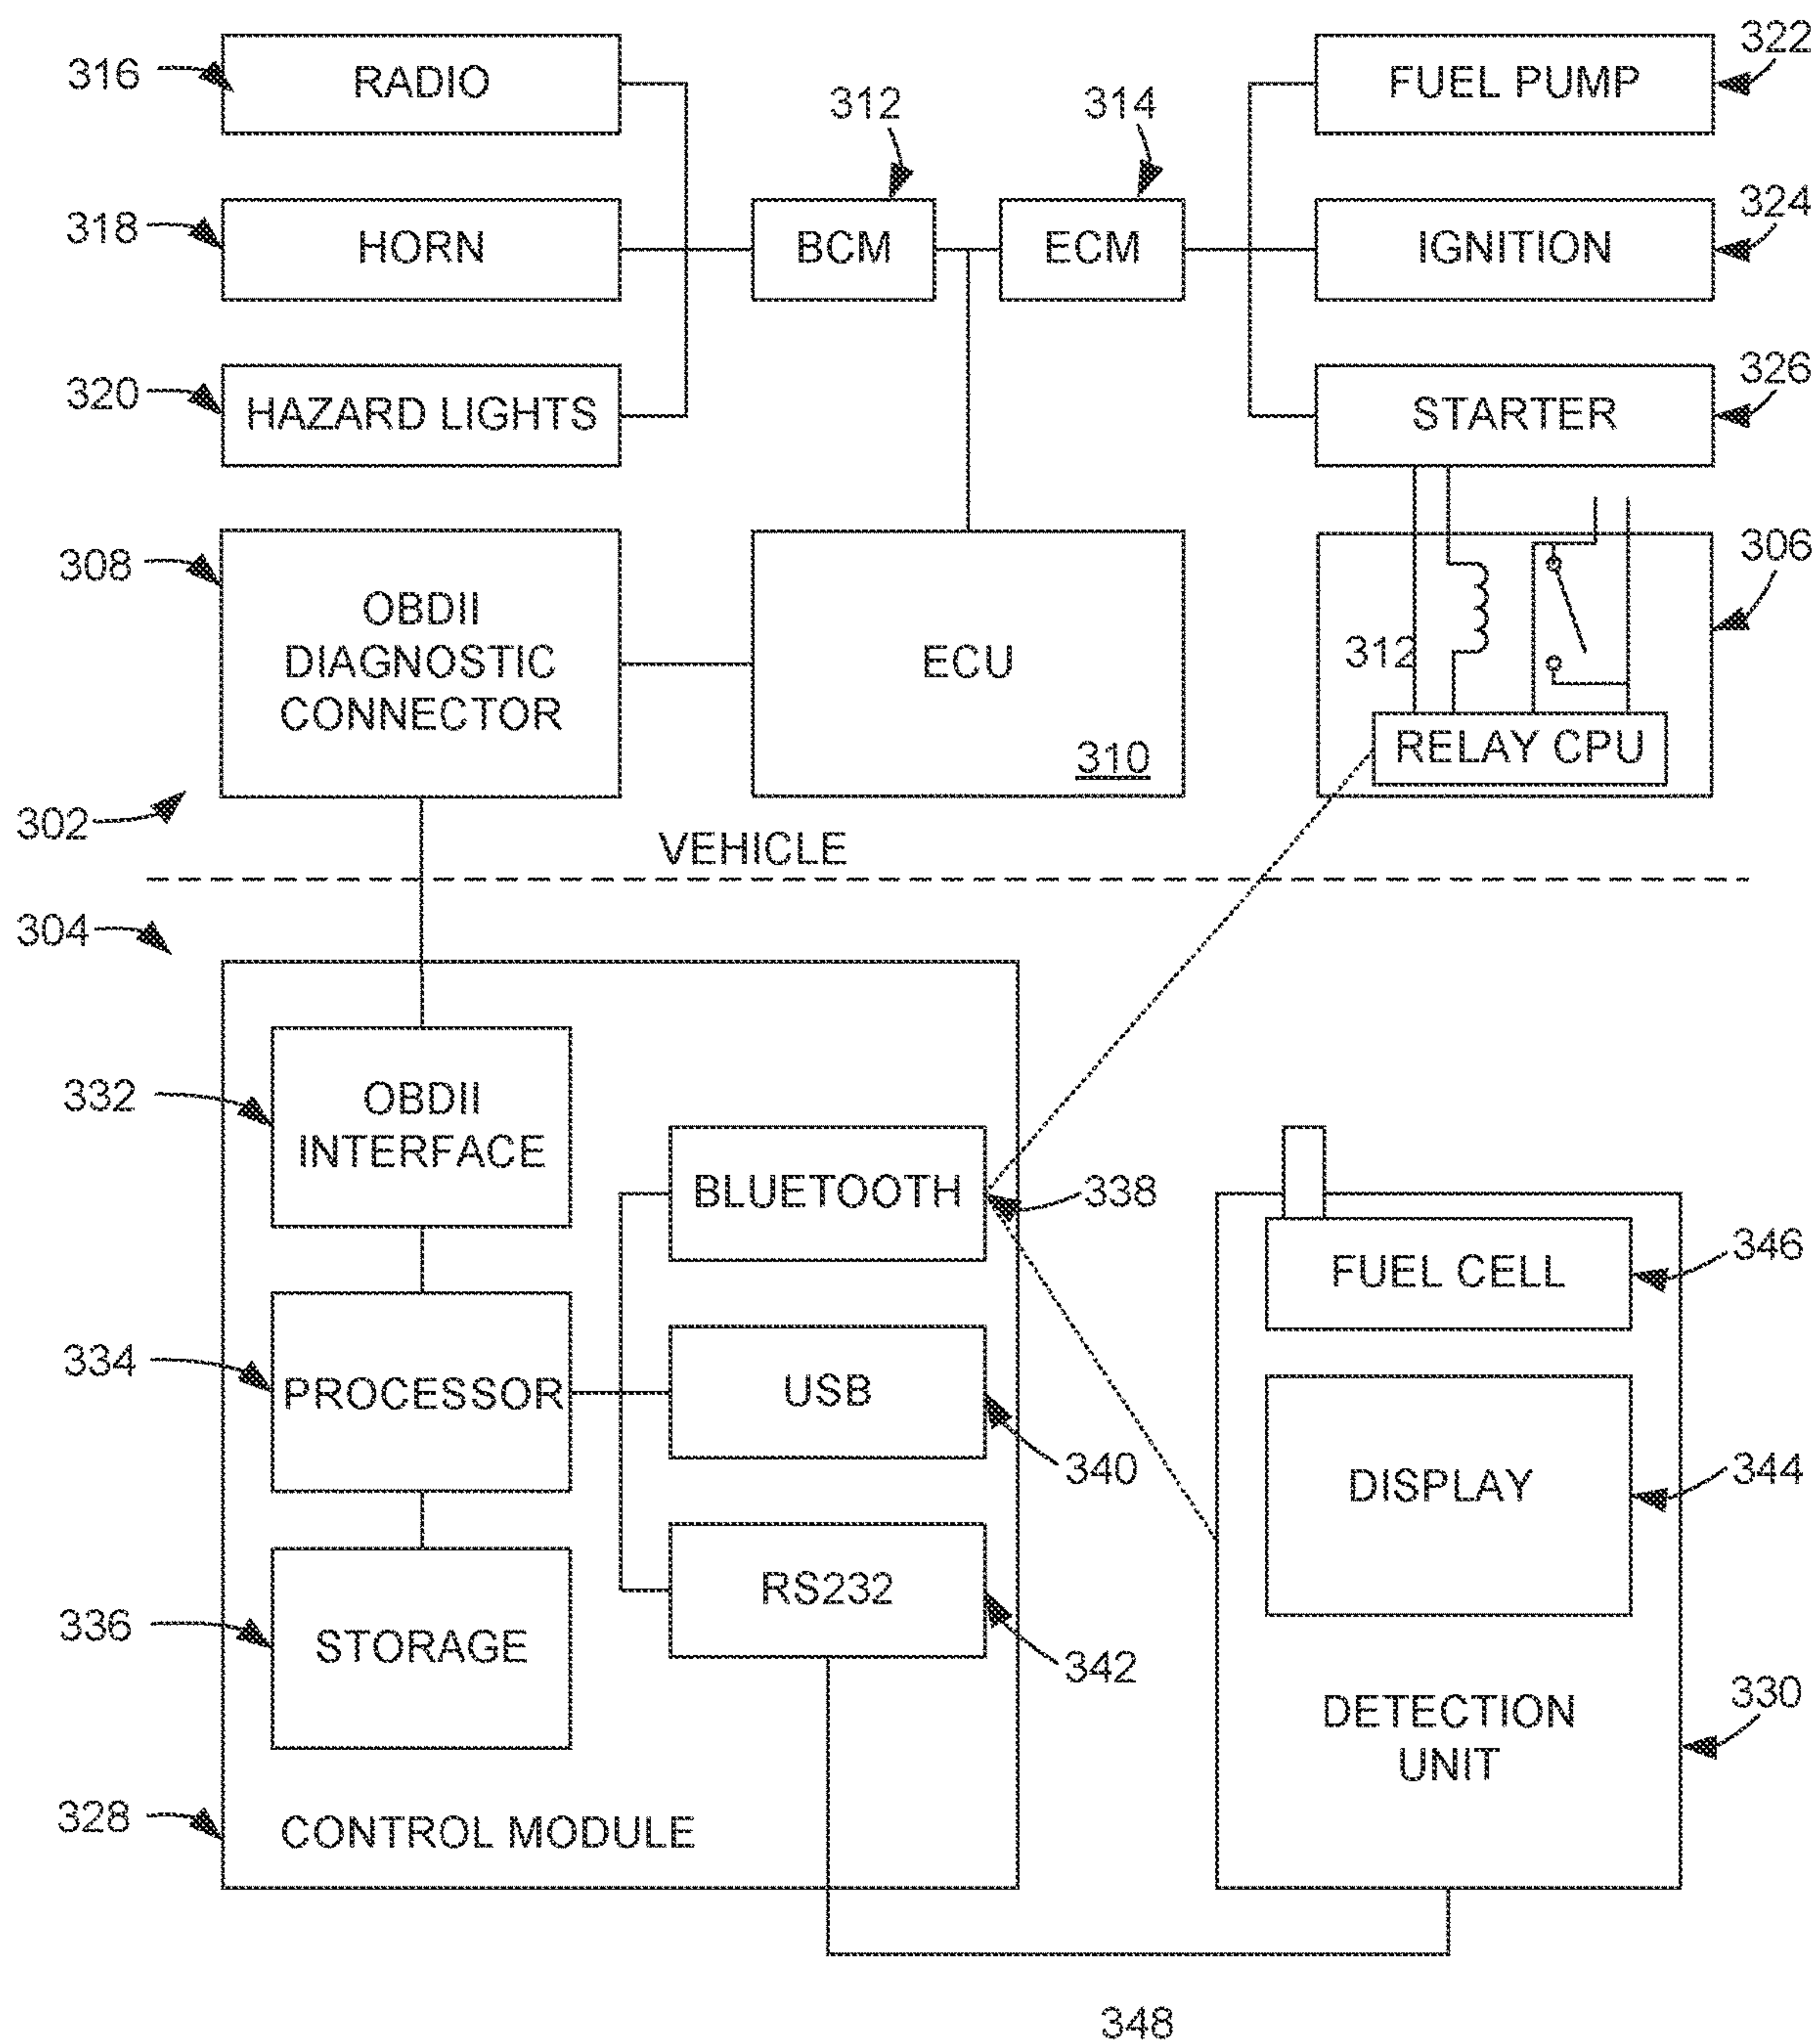 316
RADIO
312
314
FUEL PUMP
322
318
HORN
BCM
ECM
IGNITION
324
320
HAZARD LIGHTS
STARTER
326
308
OBDII
DIAGNOSTIC
CONNECTOR
ECU
310
312
RELAY CPU
306
302
VEHICLE
304
332
OBDII
INTERFACE
BLUETOOTH
338
FUEL CELL
346
334
PROCESSOR
USB
340
DISPLAY
344
336
STORAGE
RS232
342
DETECTION
UNIT
330
328
CONTROL MODULE
348